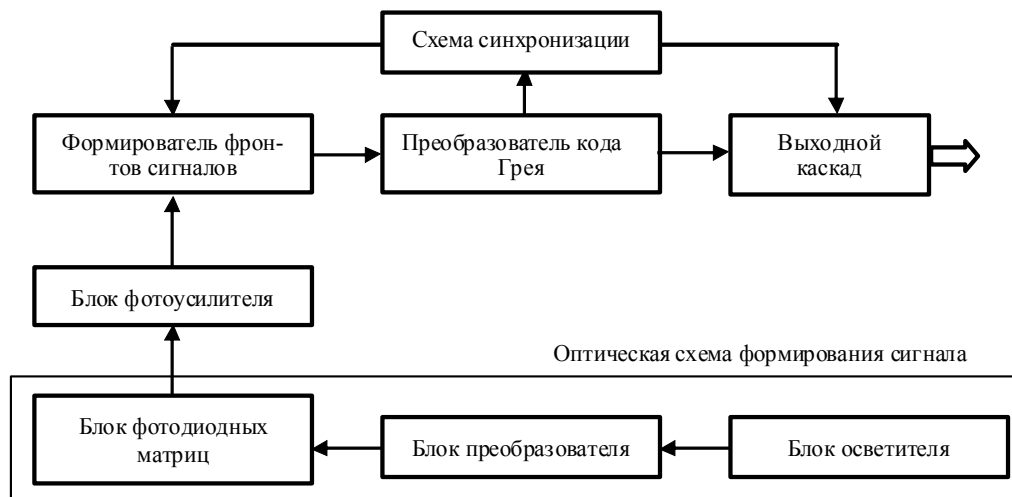 Схема синхронизации
Формирователь фрон-
тов сигналов
Преобразователь кода
Грея
Выходной
каскад
Блок фотоусилителя
Оптическая схема формирования сигнала
Блок фотодиодных
матриц
Блок преобразователя
Блок осветителя